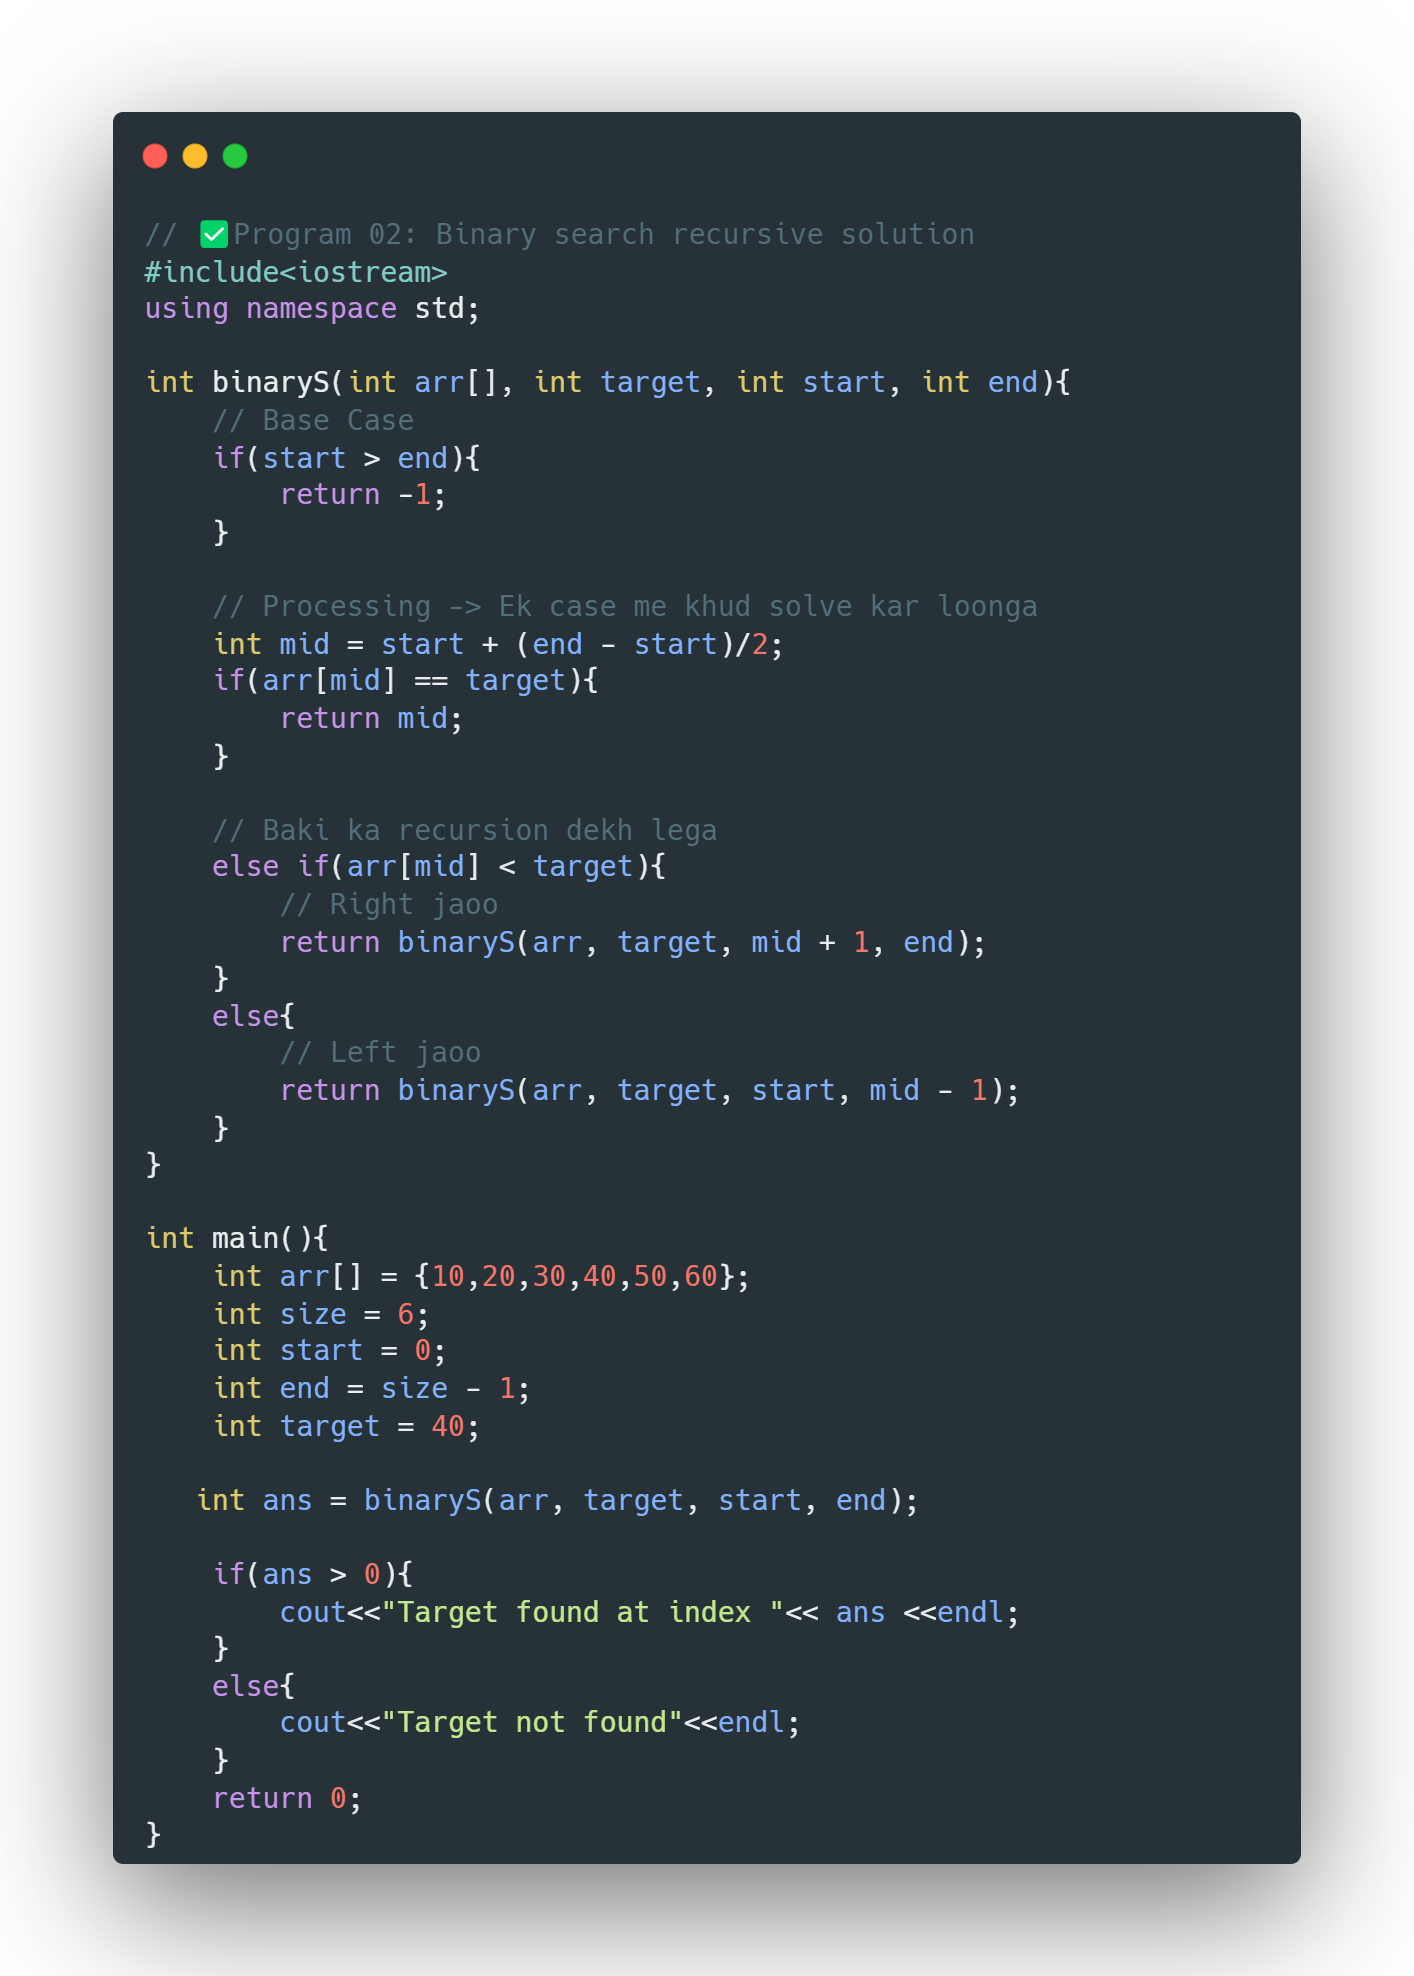 // ✅Program 02: Binary search recursive solution
#include<iostream>
using namespace std;

int binaryS(int arr[], int target, int start, int end){
    // Base Case
    if(start > end){
        return -1;
    }

    // Processing -> Ek case me khud solve kar loonga
    int mid = start + (end - start)/2;
    if(arr[mid] == target){
        return mid;
    }

    // Baki ka recursion dekh lega
    else if(arr[mid] < target){
        // Right jaoo
        return binaryS(arr, target, mid + 1, end);
    }
    else{
        // Left jaoo
        return binaryS(arr, target, start, mid - 1);
    }
}

int main(){
    int arr[] = {10,20,30,40,50,60};
    int size = 6;
    int start = 0;
    int end = size - 1;
    int target = 40;

   int ans = binaryS(arr, target, start, end);

    if(ans > 0){
        cout<<"Target found at index "<< ans <<endl;
    }
    else{
        cout<<"Target not found"<<endl;
    }
    return 0;
}